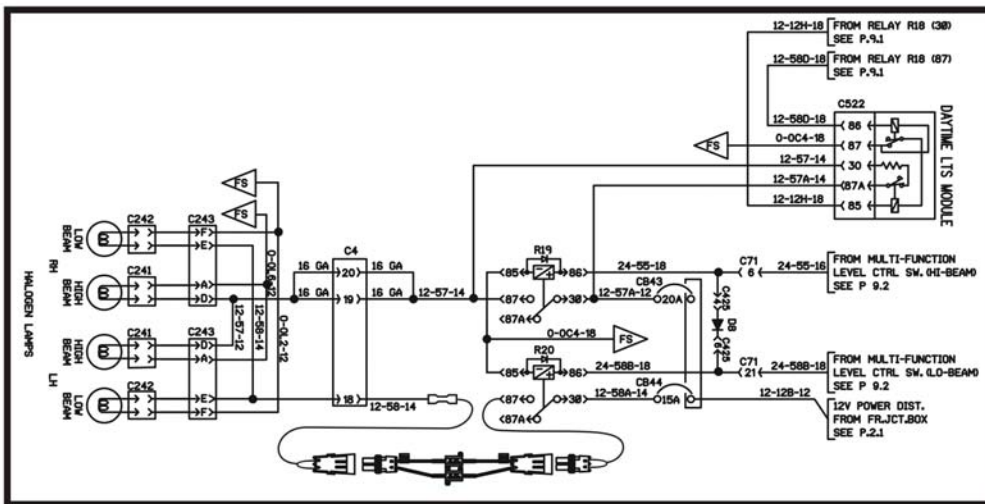 12-12H-18
FROM RELAY R18 (30)
SEE P.9.1
12-58D-18
FROM RELAY R18 (87)
SEE P.9.1
C522
12-58D-18
86
0-0C4-18
87
FS
12-57-14
30
12-57A-14
87A
12-12H-18
85
DAYTIME LTS MODULE
FS
FS
C242
C243
LOW BEAM
F
E
0-0L6-12
RH
C241
HIGH BEAM
A
D
HALOGEN LAMPS
12-57-12
12-58-14
0-0L2-12
C241
C243
HIGH BEAM
D
A
LH
C242
LOW BEAM
E
F
C4
16 GA
20
16 GA
16 GA
19
16 GA
12-57-14
18
12-58-14
R19
85
86
24-55-18
87
30
12-57A-12
87A
CB43
20A
C71
6
24-55-16
FROM MULTI-FUNCTION
LEVEL CTRL SW.(HI-BEAM)
SEE P 9.2
C425
4
D8
C425
6
0-0C4-18
FS
R20
85
86
24-58B-18
C71
21
24-58B-18
FROM MULTI-FUNCTION
LEVEL CTRL SW.(LO-BEAM)
SEE P 9.2
87
30
12-58A-14
87A
CB44
15A
12-12B-12
12V POWER DIST.
FROM FR.JCT.BOX
SEE P.2.1